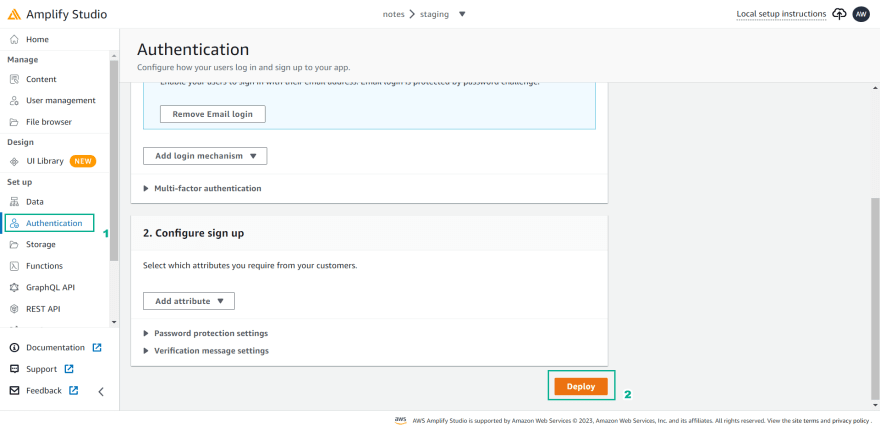 Amplify Studio
notes > staging
Local setup instructions
AW
Home
Manage
Content
User management
File browser
Design
UI Library NEW
Set up
Data
Authentication
1
Storage
Functions
GraphQL API
REST API
Documentation
Support
Feedback
Authentication
Configure how your users log in and sign up to your app.
Enable your users to sign in with their email address. Email login is protected by password challenge.
Remove Email login
Add login mechanism
Multi-factor authentication
2. Configure sign up
Select which attributes you require from your customers.
Add attribute
Password protection settings
Verification message settings
Deploy
2
aws AWS Amplify Studio is supported by Amazon Web Services © 2023, Amazon Web Services, Inc. and its affiliates. All rights reserved. View the site terms and privacy policy .